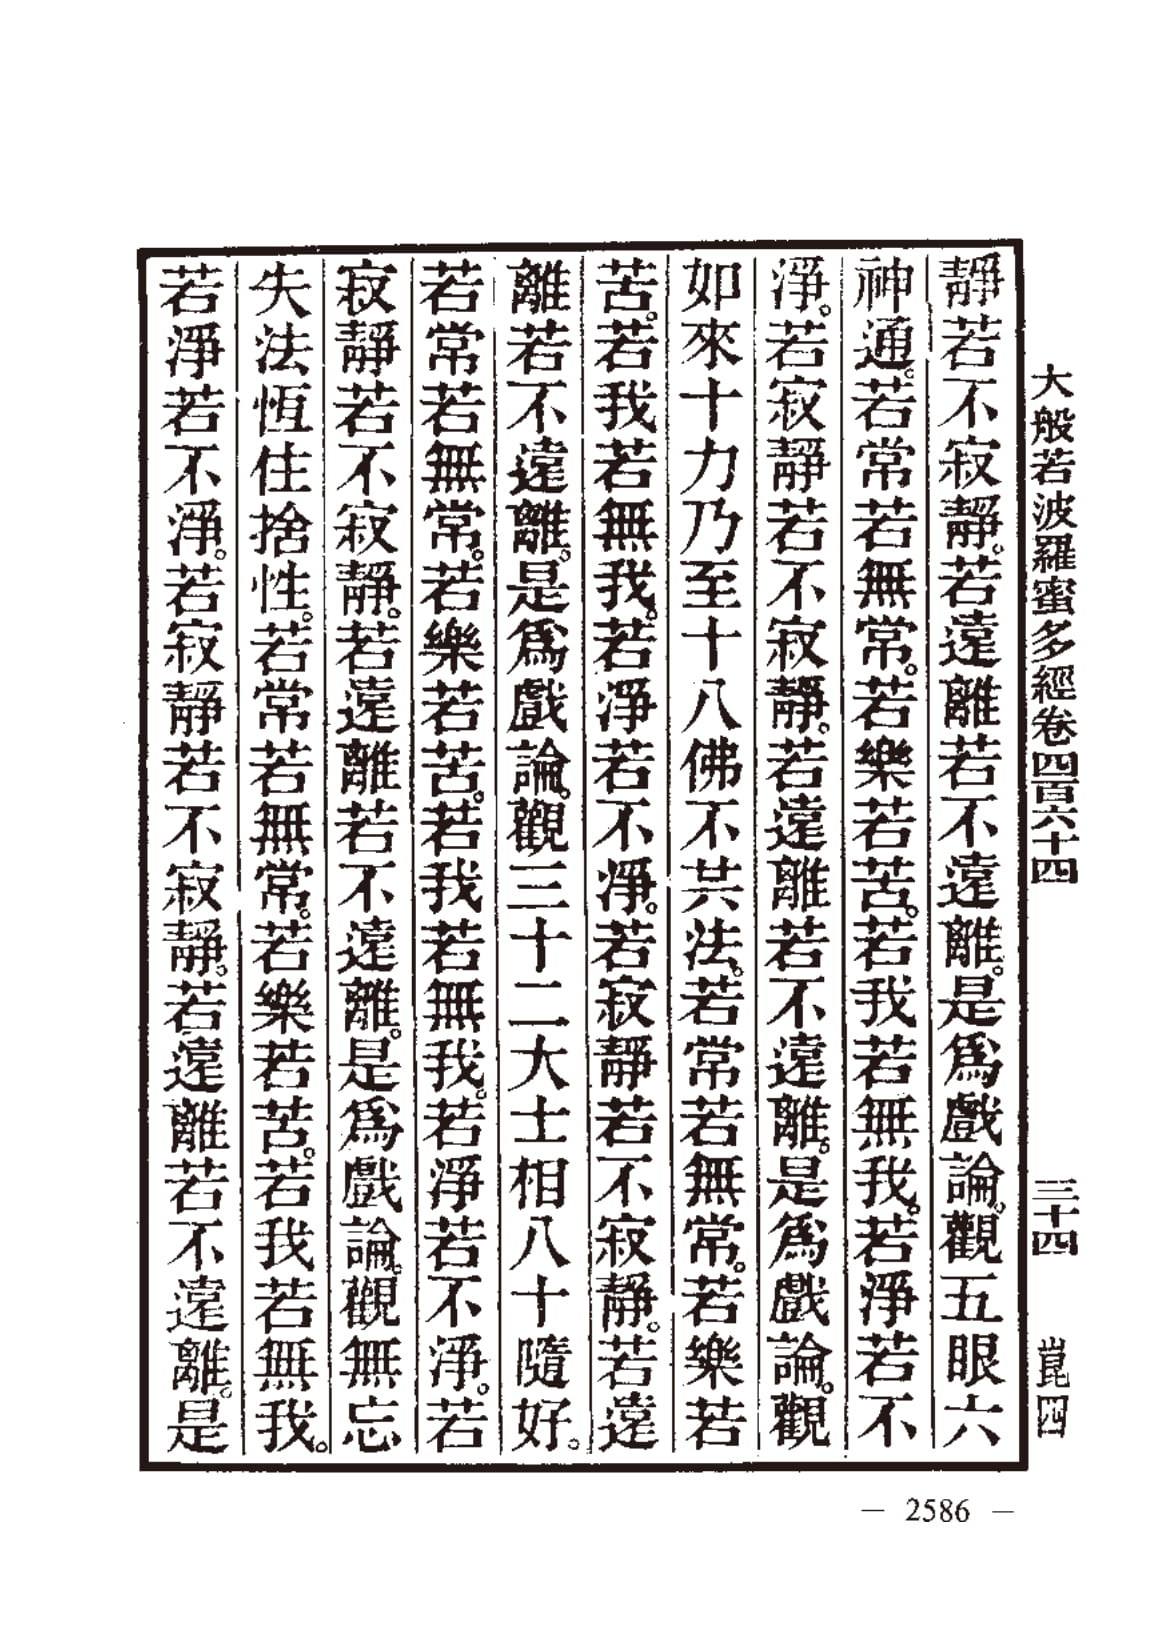 大般若波羅蜜多經卷四百六十四 三十四 崑四
靜若不寂靜。若遠離若不遠離。是爲戲論。觀五眼六
神通。若常若無常。若樂若苦。若我若無我。若淨若不
淨。若寂靜若不寂靜。若遠離若不遠離。是爲戲論。觀
如來十力乃至十八佛不共法。若常若無常。若樂若
苦。若我若無我。若淨若不淨。若寂靜若不寂靜。若遠
離若不遠離。是爲戲論。觀三十二大士相八十隨好。
若常若無常。若樂若苦。若我若無我。若淨若不淨。若
寂靜若不寂靜。若遠離若不遠離。是爲戲論。觀無忘
失法恆住捨性。若常若無常。若樂若苦。若我若無我。
若淨若不淨。若寂靜若不寂靜。若遠離若不遠離。是
— 2586 —